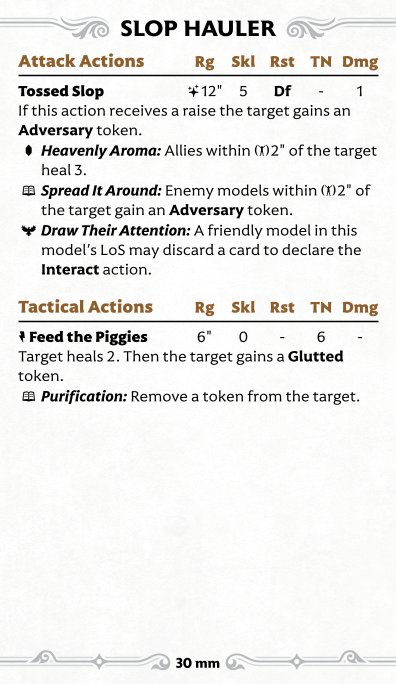 SLOP HAULER
Attack Actions Rg Skl Rst TN Dmg
Tossed Slop 12" 5 Df - 1
If this action receives a raise the target gains an
Adversary token.
Heavenly Aroma: Allies within 2" of the target
heal 3.
Spread It Around: Enemy models within 2" of
the target gain an Adversary token.
Draw Their Attention: A friendly model in this
model's LoS may discard a card to declare the
Interact action.
Tactical Actions Rg Skl Rst TN Dmg
Feed the Piggies 6" 0 - 6 -
Target heals 2. Then the target gains a Glutted
token.
Purification: Remove a token from the target.
30 mm